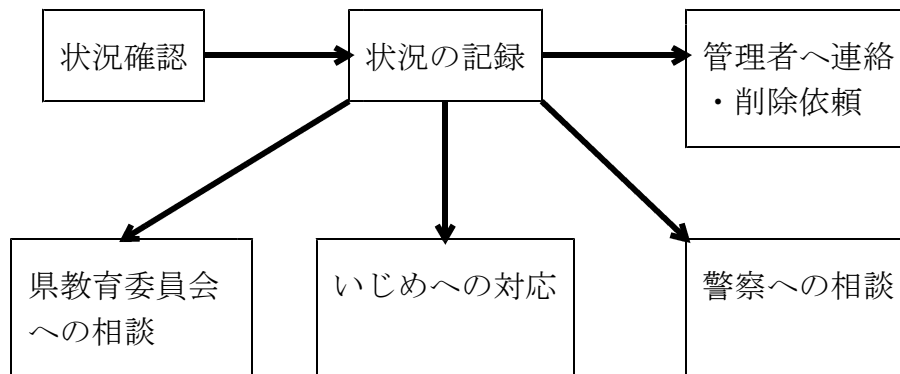 状況確認
状況の記録
管理者へ連絡
・削除依頼
県教育委員会
への相談
いじめへの対応
警察への相談